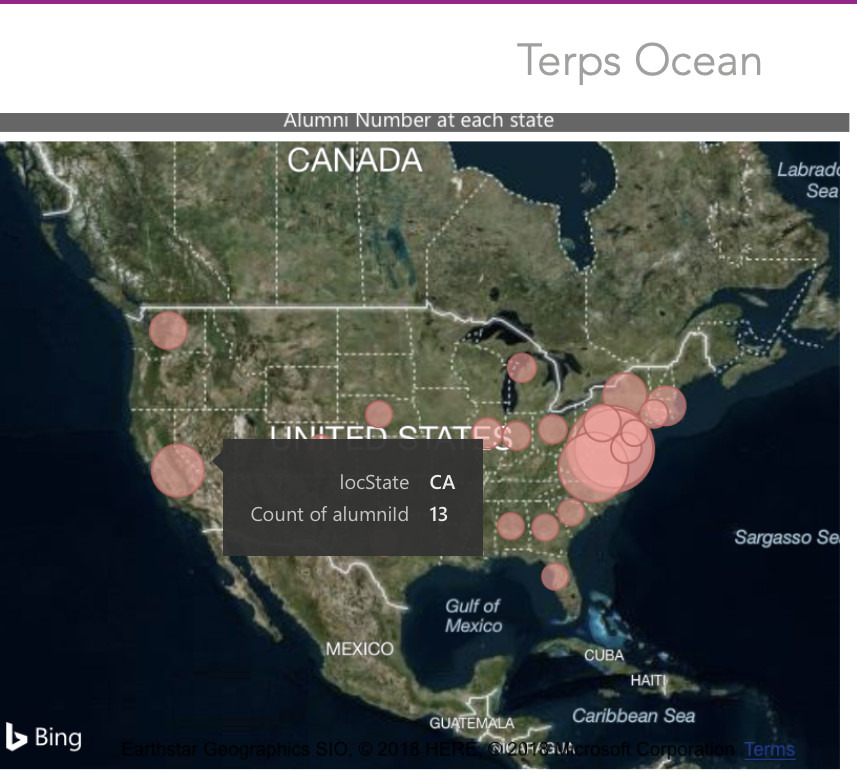 Terps Ocean
Alumni Number at each state
CANADA
Labrado
Sea
UNITED STATES
locState CA
Count of alumniId 13
Sargasso Se
Gulf of
Mexico
MEXICO
CUBA
HAITI
GUATEMALA
Caribbean Sea
NICARAGUA
Bing
Earthstar Geographics SIO, © 2018 HERE, © 2018 Microsoft Corporation Terms